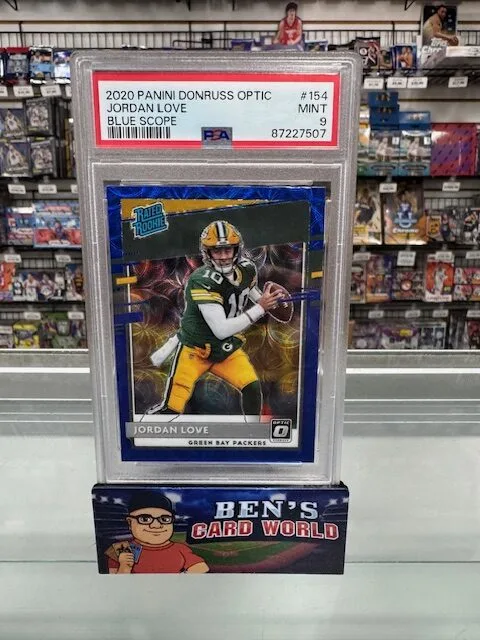 2020 PANINI DONRUSS OPTIC #154
JORDAN LOVE MINT
BLUE SCOPE 9
PSA 87227507
RATED
ROOKIE
10
10
G
JORDAN LOVE
GREEN BAY PACKERS
OPTIC
O
BEN'S
CARD WORLD